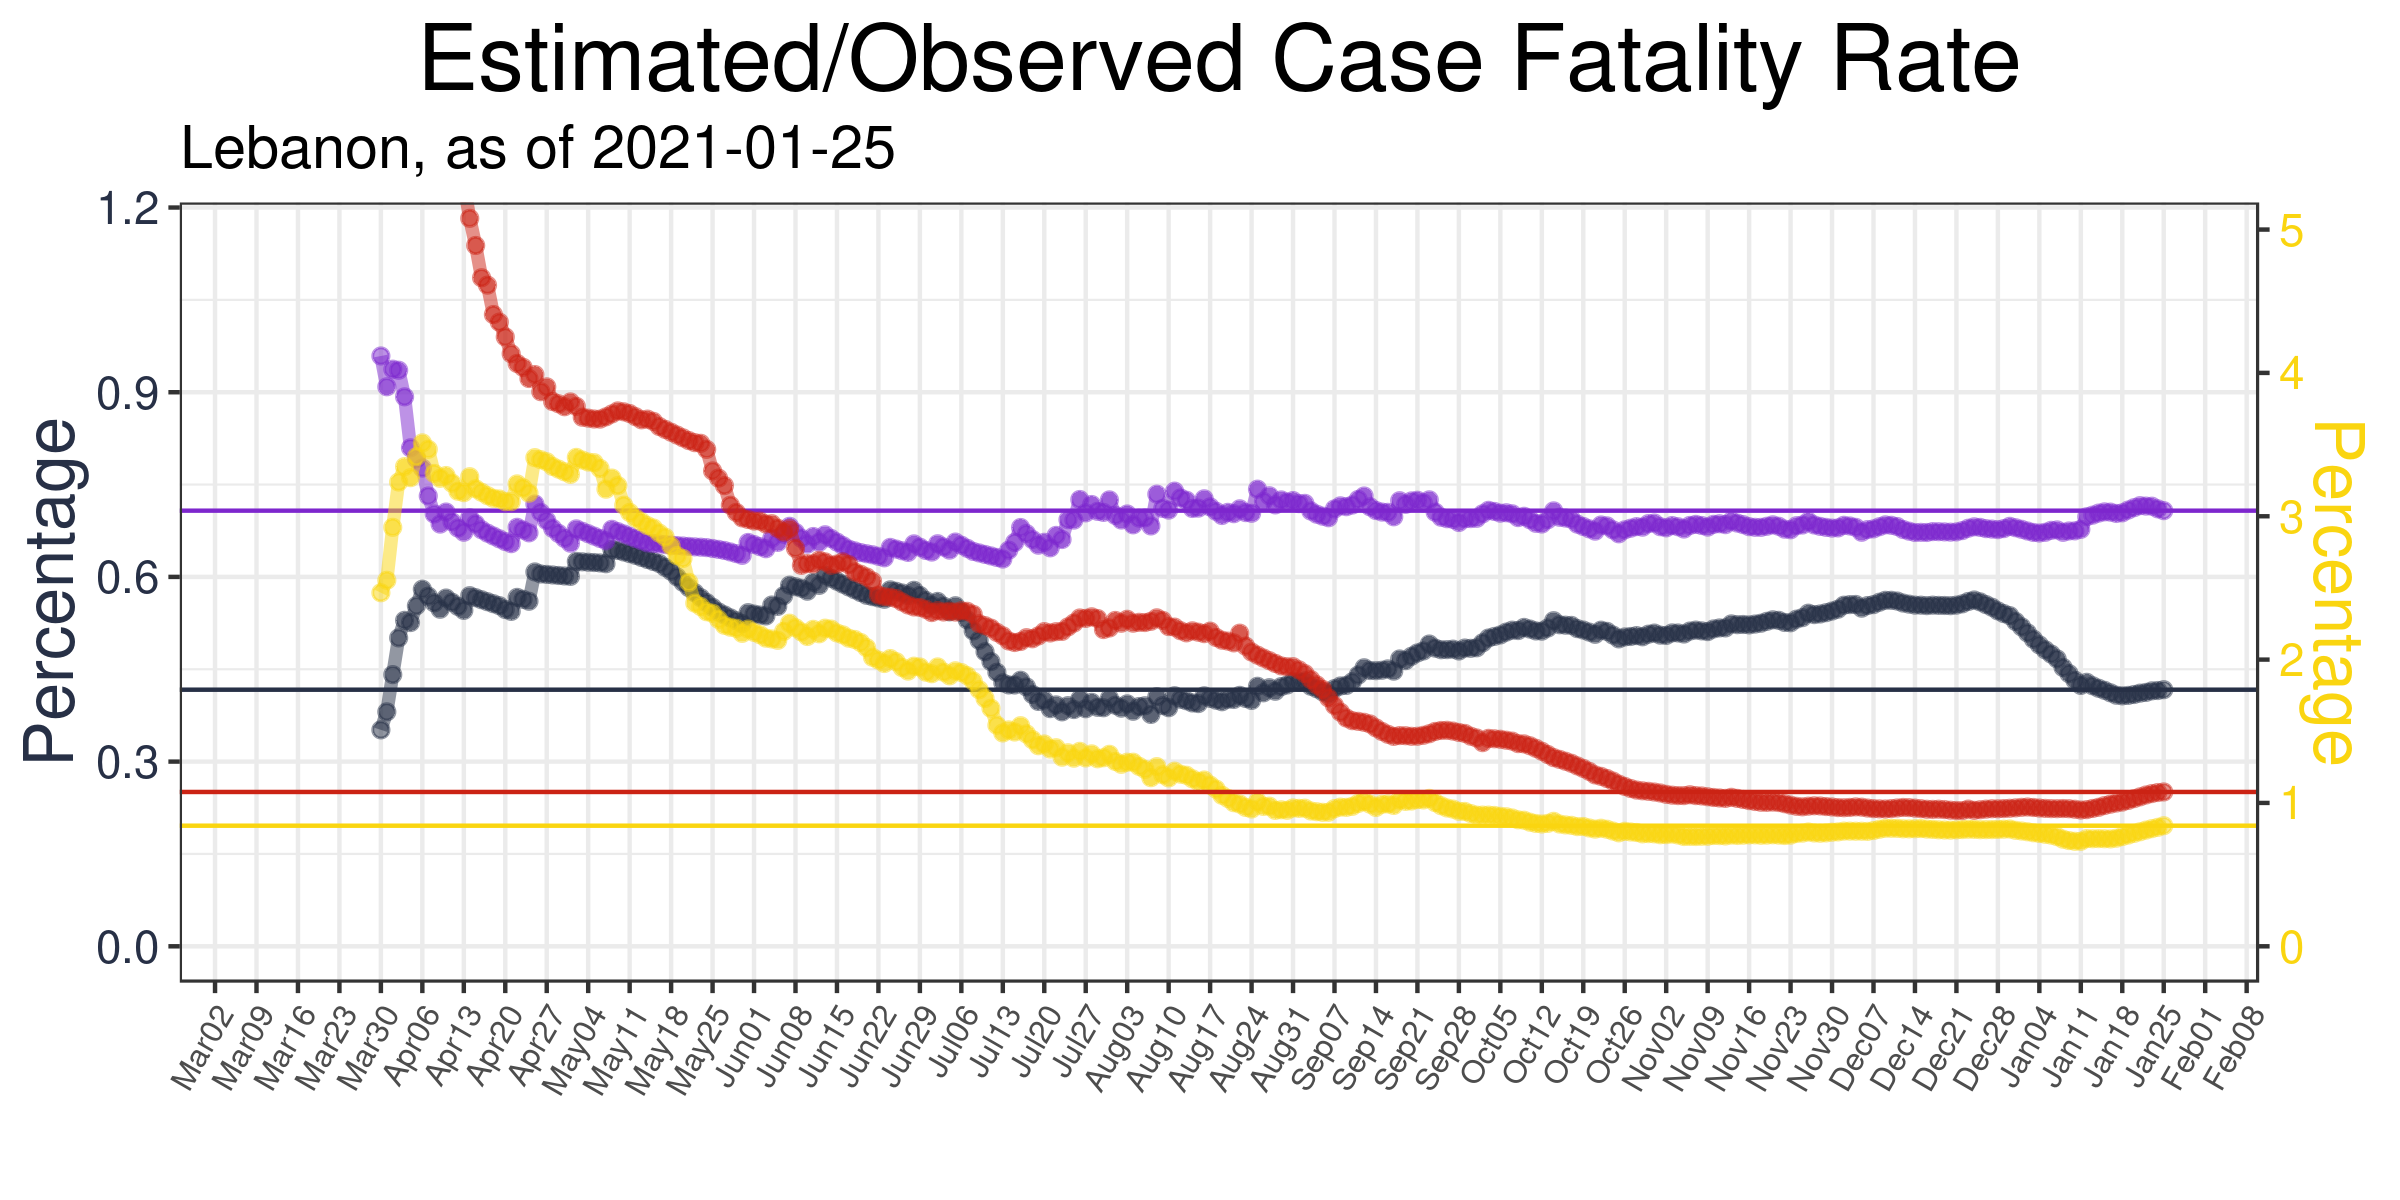 Estimated/Observed Case Fatality Rate
Lebanon, as of 2021-01-25
Percentage
1.2
0.9
0.6
0.3
0.0
5
4
3
2
1
0
Percentage
Mar02
Mar09
Mar16
Mar23
Mar30
Apr06
Apr13
Apr20
Apr27
May04
May11
May18
May25
Jun01
Jun08
Jun15
Jun22
Jun29
Jul06
Jul13
Jul20
Jul27
Aug03
Aug10
Aug17
Aug24
Aug31
Sep07
Sep14
Sep21
Sep28
Oct05
Oct12
Oct19
Oct26
Nov02
Nov09
Nov16
Nov23
Nov30
Dec07
Dec14
Dec21
Dec28
Jan04
Jan11
Jan18
Jan25
Feb01
Feb08